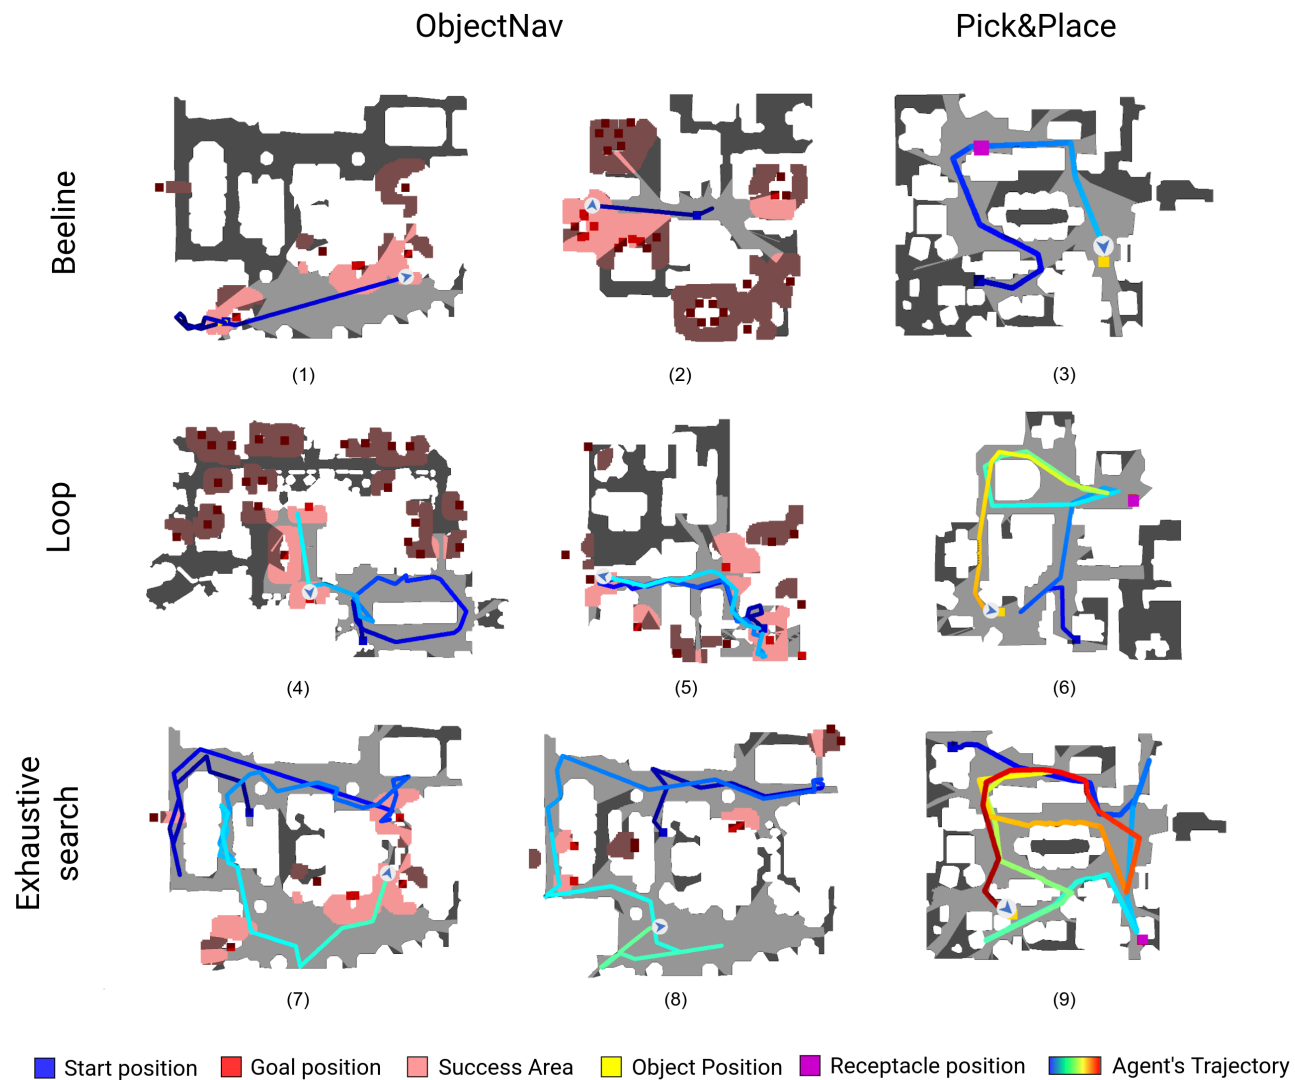 ObjectNav
Pick&Place
Beeline
(1)
(2)
(3)
Loop
(4)
(5)
(6)
Exhaustive
search
(7)
(8)
(9)
Start position
Goal position
Success Area
Object Position
Receptacle position
Agent's Trajectory